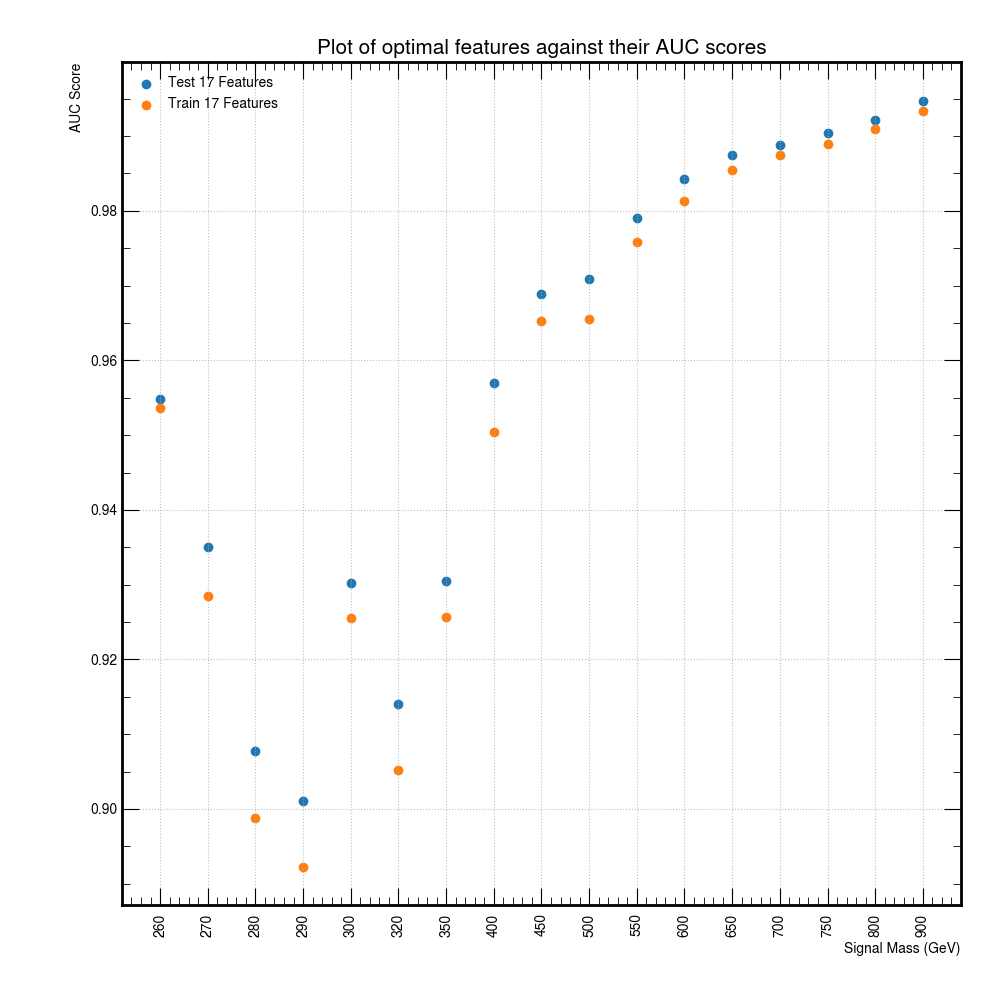 Plot of optimal features against their AUC scores
AUC Score
Test 17 Features
Train 17 Features
0.98
0.96
0.94
0.92
0.90
260 270 280 290 300 320 350 400 450 500 550 600 650 700 750 800 900
Signal Mass (GeV)